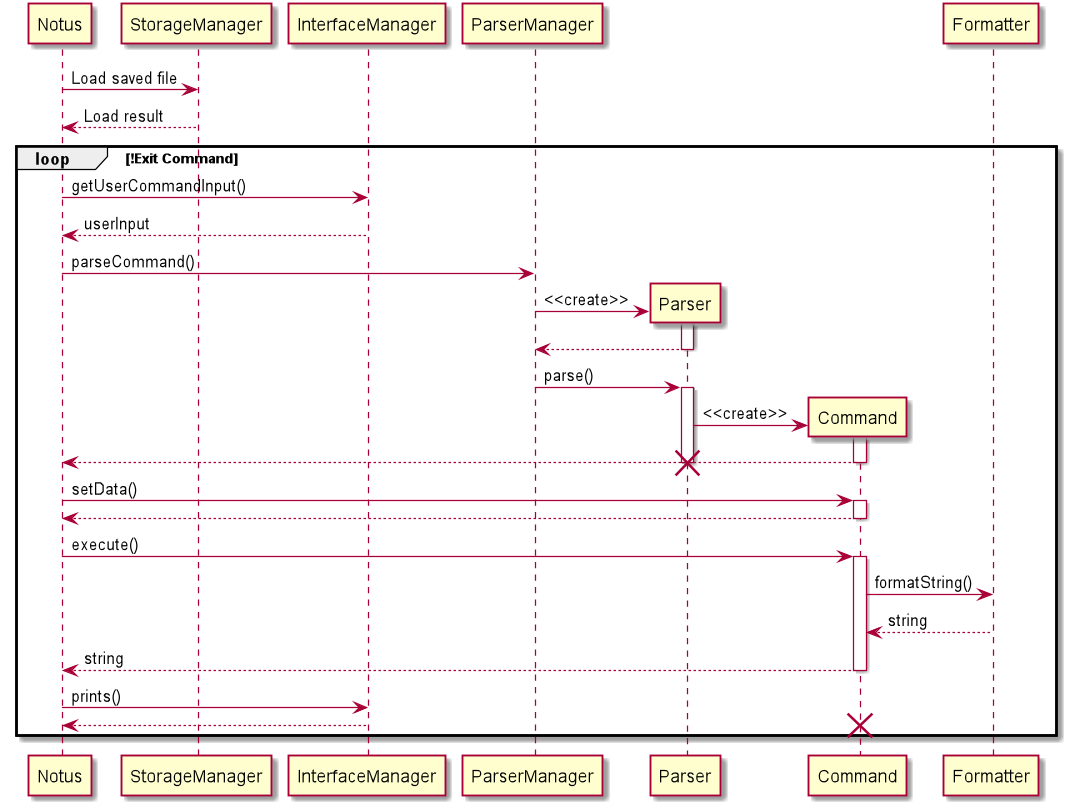 Notus
StorageManager
InterfaceManager
ParserManager
Formatter
Load saved file
Load result
loop
[!Exit Command]
getUserCommandInput()
userInput
parseCommand()
<<create>>
Parser
parse()
<<create>>
Command
setData()
execute()
formatString()
string
string
prints()
Notus
StorageManager
InterfaceManager
ParserManager
Parser
Command
Formatter